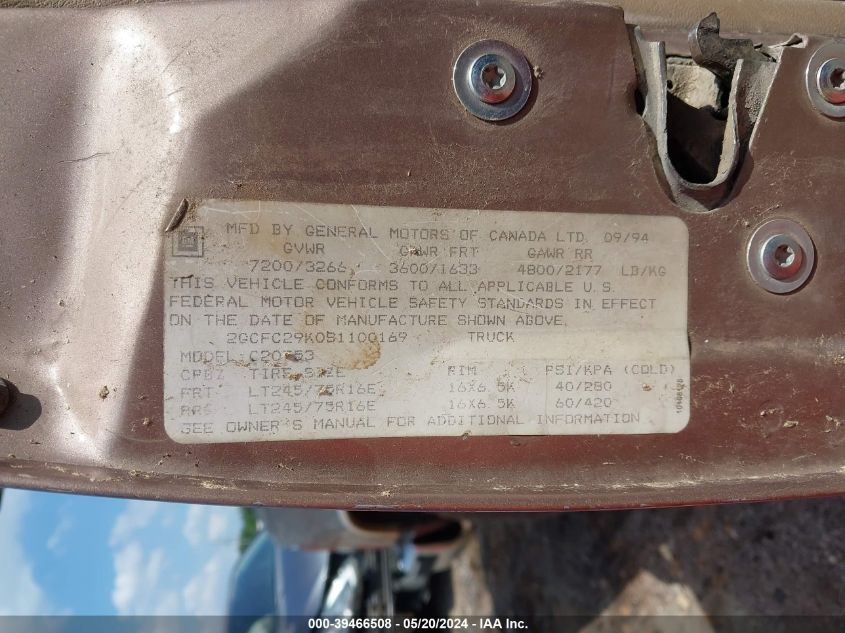 MFD BY GENERAL MOTORS OF CANADA LTD. 09/94
GVWR GAWR FRT GAWR RR
7200/3266 3600/1633 4800/2177 LB/KG
THIS VEHICLE CONFORMS TO ALL APPLICABLE U.S.
FEDERAL MOTOR VEHICLE SAFETY STANDARDS IN EFFECT
ON THE DATE OF MANUFACTURE SHOWN ABOVE.
2GCFC29K0S1100169 TRUCK
MODEL: TIRE SIZE RIM PSI/KPA (COLD)
FRT LT245/75R16E 16X6.5K 40/280
RR LT245/75R16E 16X6.5K 60/420
SEE OWNER'S MANUAL FOR ADDITIONAL INFORMATION
000-39466508 - 05/20/2024 - IAA Inc.